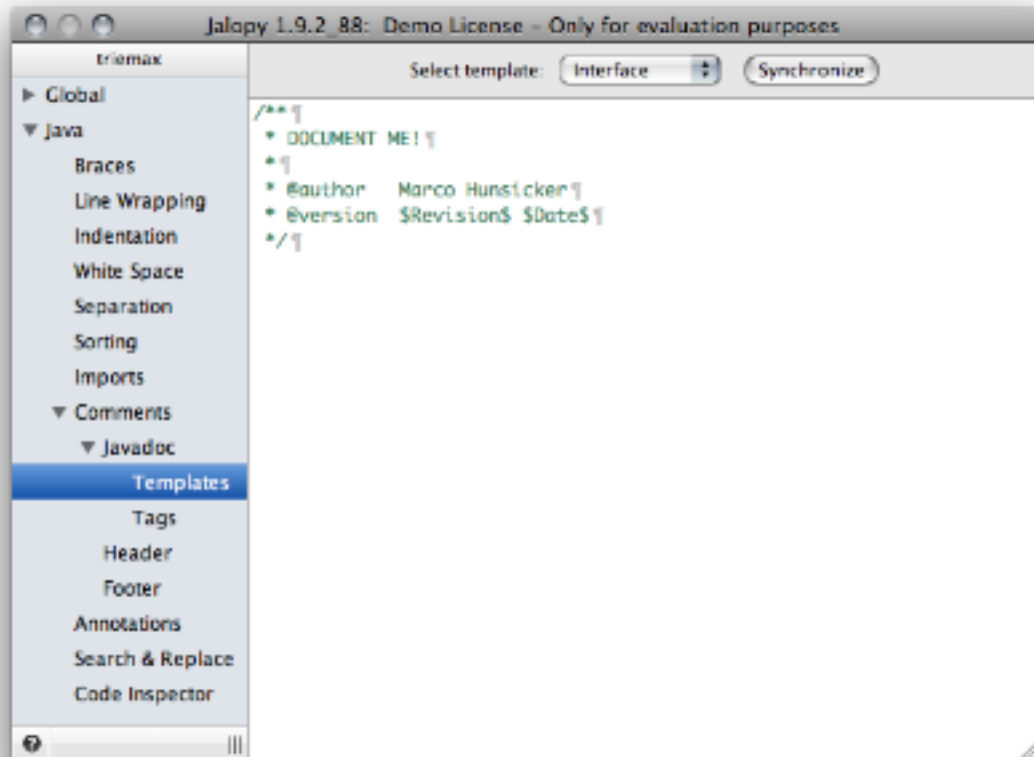 Jalopy 1.9.2_88: Demo License – Only for evaluation purposes
triemax
Select template: Interface Synchronize
Global
Java
Braces
Line Wrapping
Indentation
White Space
Separation
Sorting
Imports
Comments
Javadoc
Templates
Tags
Header
Footer
Annotations
Search & Replace
Code Inspector
/**¶
* DOCUMENT ME!¶
*¶
* @author   Marco Hunsicker¶
* @version  $Revision$ $Date$¶
*/¶